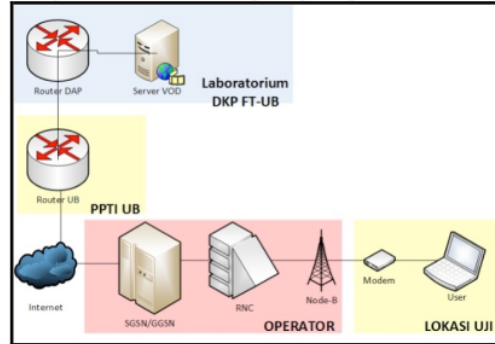 Router DAP
Server VOD
Laboratorium
DKP FT-UB
Router UB
PPTI UB
Internet
SGSN/GGSN
RNC
Node-B
Modem
User
OPERATOR
LOKASI UJI